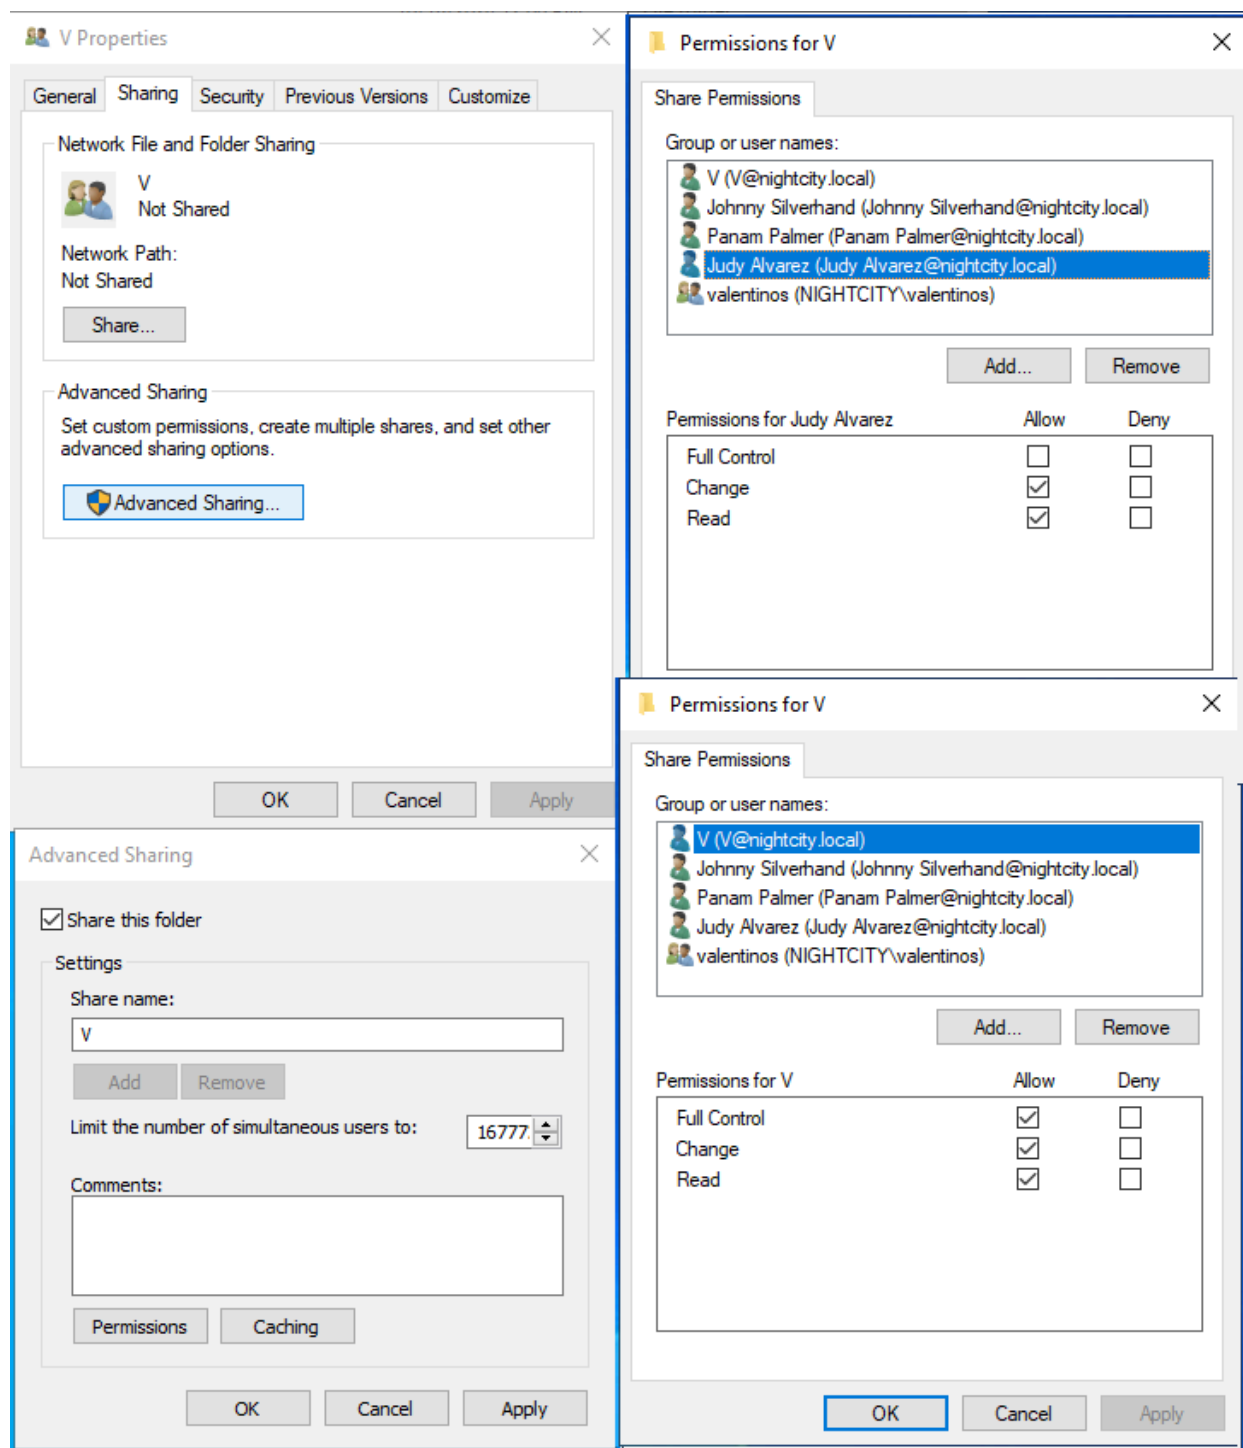 V Properties
General Sharing Security Previous Versions Customize
Network File and Folder Sharing
V
Not Shared
Network Path:
Not Shared
Share...
Advanced Sharing
Set custom permissions, create multiple shares, and set other
advanced sharing options.
Advanced Sharing...
OK Cancel Apply
Permissions for V
Share Permissions
Group or user names:
V (V@nightcity.local)
Johnny Silverhand (Johnny Silverhand@nightcity.local)
Panam Palmer (Panam Palmer@nightcity.local)
Judy Alvarez (Judy Alvarez@nightcity.local)
valentinos (NIGHTCITY\valentinos)
Add... Remove
Permissions for Judy Alvarez Allow Deny
Full Control
Change
Read
Advanced Sharing
Share this folder
Settings
Share name:
V
Add Remove
Limit the number of simultaneous users to: 16777
Comments:
Permissions Caching
OK Cancel Apply
Permissions for V
Share Permissions
Group or user names:
V (V@nightcity.local)
Johnny Silverhand (Johnny Silverhand@nightcity.local)
Panam Palmer (Panam Palmer@nightcity.local)
Judy Alvarez (Judy Alvarez@nightcity.local)
valentinos (NIGHTCITY\valentinos)
Add... Remove
Permissions for V Allow Deny
Full Control
Change
Read
OK Cancel Apply